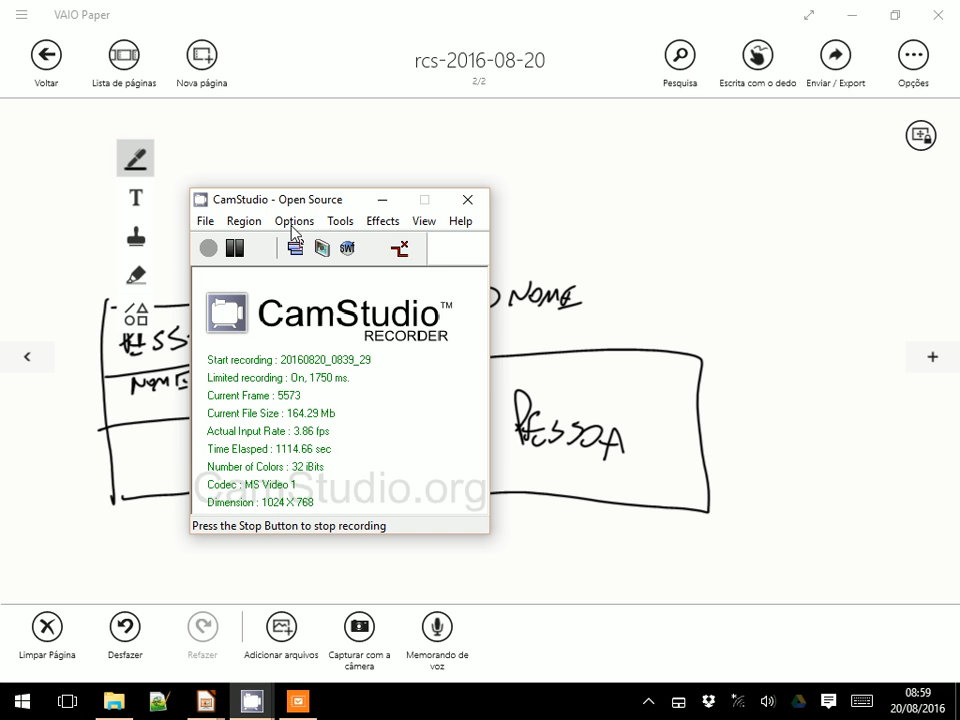 VAIO Paper
Voltar
Lista de páginas
Nova página
rcs-2016-08-20
2/2
Pesquisa
Escrita com o dedo
Enviar / Export
Opções
T
CamStudio - Open Source
File Region Options Tools Effects View Help
SWf
CamStudio™
RECORDER
Start recording : 20160820_0839_29
Limited recording : On, 1750 ms.
Current Frame : 5573
Current File Size : 164.29 Mb
Actual Input Rate : 3.86 fps
Time Elasped : 1114.66 sec
Number of Colors : 32 iBits
Codec : MS Video 1
Dimension : 1024 X 768
CamStudio.org
Press the Stop Button to stop recording
NOME
NOME
PESSOA
Limpar Página
Desfazer
Refazer
Adicionar arquivos
Capturar com a
câmera
Memorando de
voz
08:59
20/08/2016